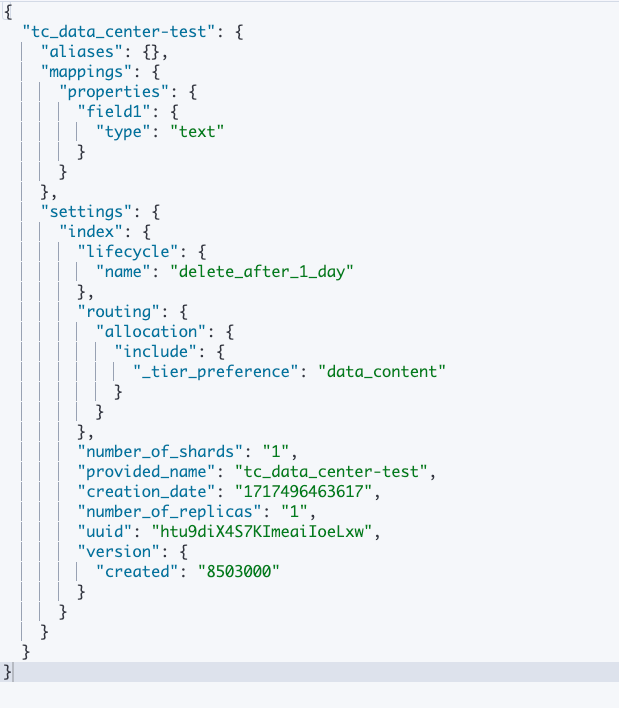 {
"tc_data_center-test": {
"aliases": {},
"mappings": {
"properties": {
"field1": {
"type": "text"
}
}
},
"settings": {
"index": {
"lifecycle": {
"name": "delete_after_1_day"
},
"routing": {
"allocation": {
"include": {
"_tier_preference": "data_content"
}
}
},
"number_of_shards": "1",
"provided_name": "tc_data_center-test",
"creation_date": "1717496463617",
"number_of_replicas": "1",
"uuid": "htu9diX4S7KImeaiIoeLxw",
"version": {
"created": "8503000"
}
}
}
}
}